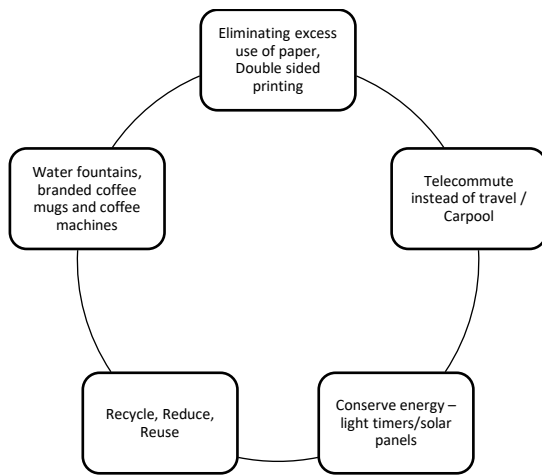 Eliminating excess
use of paper,
Double sided
printing
Telecommute
instead of travel /
Carpool
Conserve energy –
light timers/solar
panels
Recycle, Reduce,
Reuse
Water fountains,
branded coffee
mugs and coffee
machines